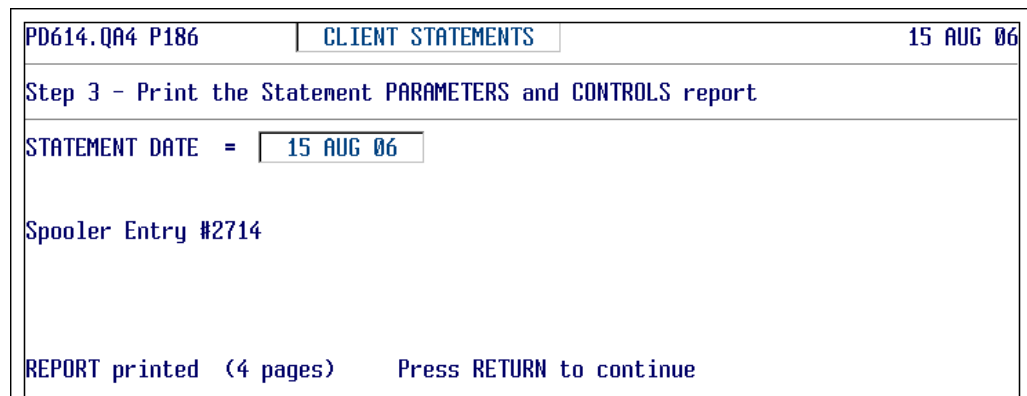 PD614.QA4 P186 CLIENT STATEMENTS 15 AUG 06
Step 3 - Print the Statement PARAMETERS and CONTROLS report
STATEMENT DATE = 15 AUG 06
Spooler Entry #2714
REPORT printed (4 pages) Press RETURN to continue